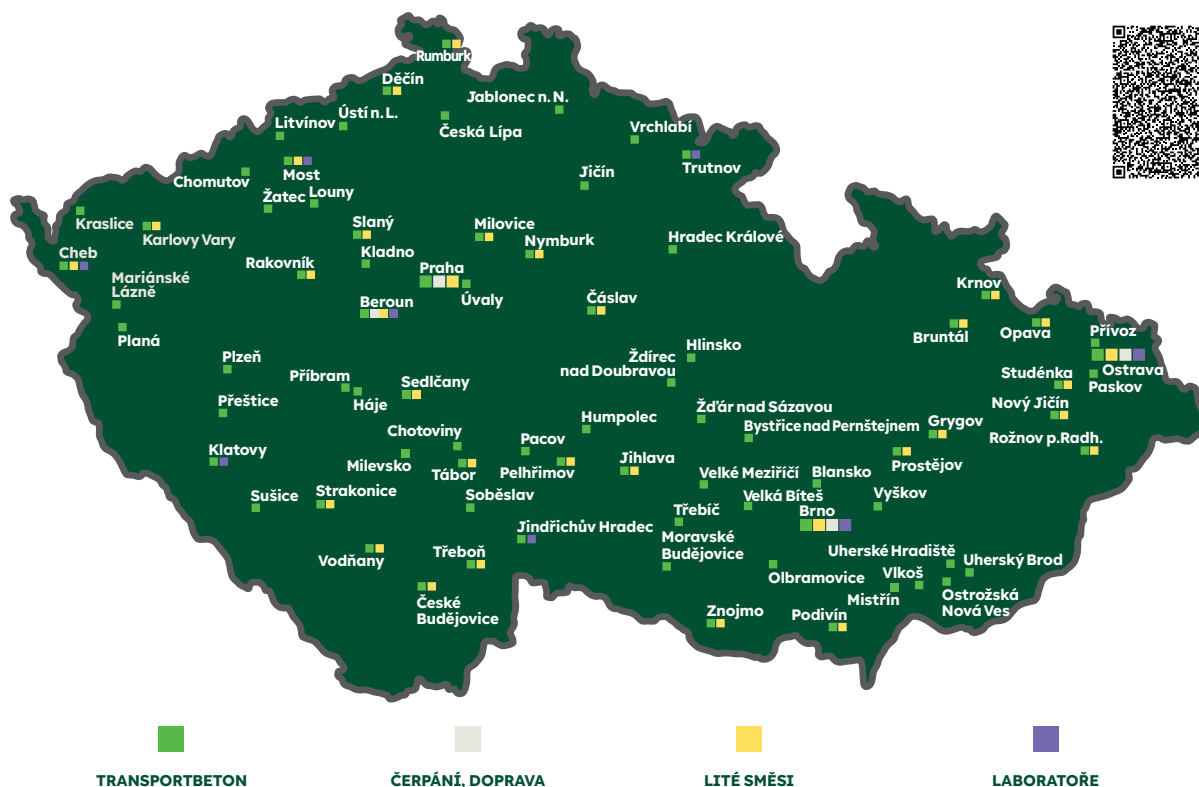 Rumburk
Děčín
Jablonec n. N.
Ústí n. L.
Litvínov
Česká Lípa
Vrchlabí
Trutnov
Most
Chomutov
Jičín
Žatec
Louny
Kraslice
Karlovy Vary
Slaný
Milovice
Nymburk
Hradec Králové
Cheb
Kladno
Rakovník
Praha
Mariánské
Lázně
Úvaly
Krnov
Beroun
Čáslav
Planá
Bruntál
Opava
Přívoz
Hlinsko
Plzeň
Ždírec
nad Doubravou
Ostrava
Příbram
Sedlčany
Studénka
Paskov
Háje
Přeštice
Žďár nad Sázavou
Nový Jičín
Humpolec
Bystřice nad Pernštejnem
Grygov
Chotoviny
Pacov
Rožnov p.Radh.
Klatovy
Milevsko
Tábor
Pelhřimov
Jihlava
Prostějov
Velké Meziříčí
Blansko
Sušice
Strakonice
Soběslav
Velká Bíteš
Vyškov
Třebíč
Brno
Jindřichův Hradec
Moravské
Budějovice
Vodňany
Třeboň
Uherské Hradiště
Uherský Brod
Olbramovice
Vlkoš
Mistřín
Ostrožská
Nová Ves
České
Budějovice
Znojmo
Podivín
TRANSPORTBETON
ČERPÁNÍ, DOPRAVA
LITÉ SMĚSI
LABORATOŘE